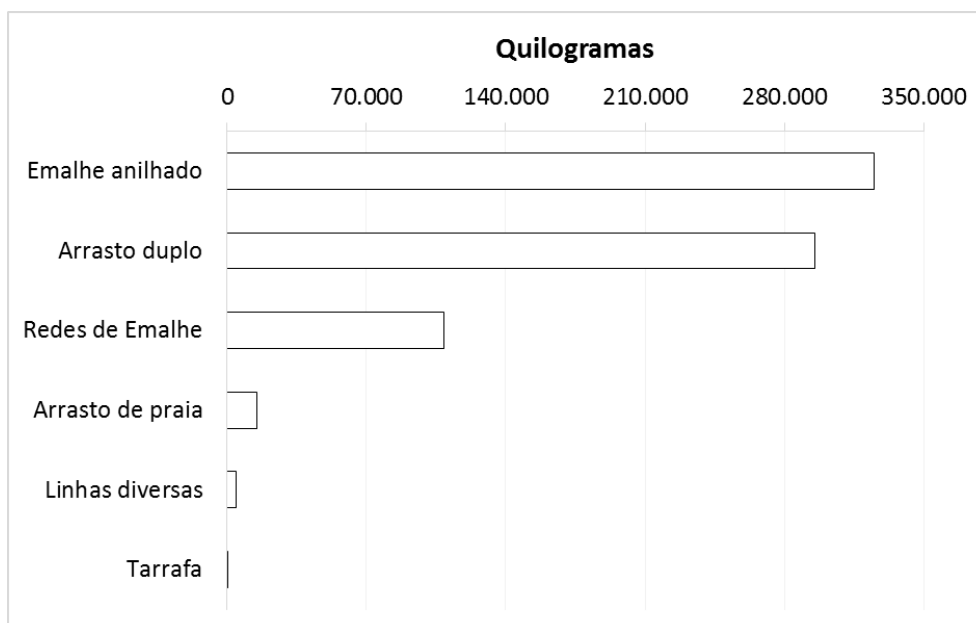 Quilogramas
0 70.000 140.000 210.000 280.000 350.000
Emalhe anilhado
Arrasto duplo
Redes de Emalhe
Arrasto de praia
Linhas diversas
Tarrafa